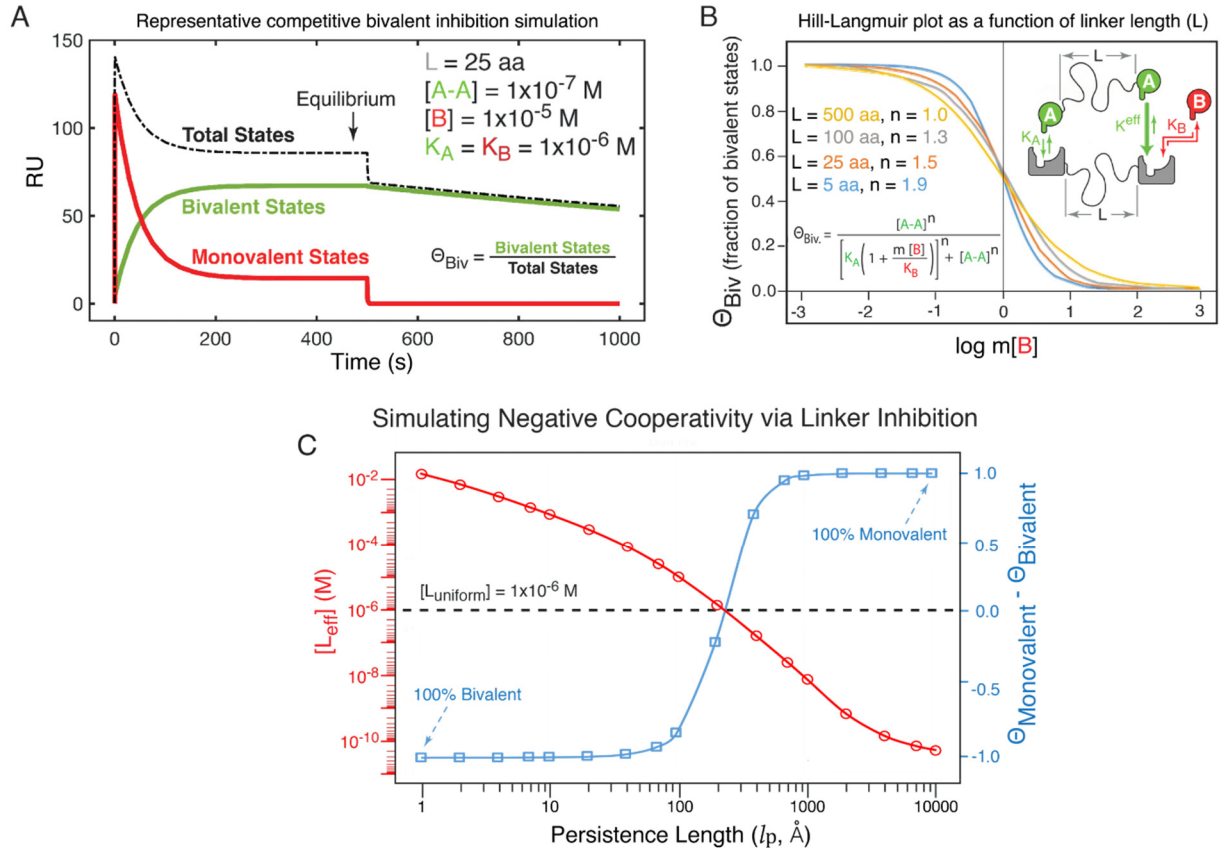 A
Representative competitive bivalent inhibition simulation
150
100
50
0
RU
0
200
400
600
800
1000
Time (s)
L = 25 aa
[A-A] = 1x10-7 M
[B] = 1x10-5 M
KA = KB = 1x10-6 M
Equilibrium
Total States
Bivalent States
Monovalent States
ΘBiv = Bivalent States
Total States
B
Hill-Langmuir plot as a function of linker length (L)
ΘBiv (fraction of bivalent states)
1.0
0.8
0.6
0.4
0.2
0.0
-3
-2
-1
0
1
2
3
log m[B]
L = 500 aa, n = 1.0
L = 100 aa, n = 1.3
L = 25 aa, n = 1.5
L = 5 aa, n = 1.9
ΘBiv. = [A-A]n
[KA(1 + m [B]
KB)]n + [A-A]n
L
A
A
B
KA
Keff
KB
L
Simulating Negative Cooperativity via Linker Inhibition
C
[Leff] (M)
10-2
10-4
10-6
10-8
10-10
[Luniform] = 1x10-6 M
100% Bivalent
100% Monovalent
1.0
0.5
0.0
-0.5
-1.0
ΘMonovalent - ΘBivalent
1
10
100
1000
10000
Persistence Length (lp, Å)